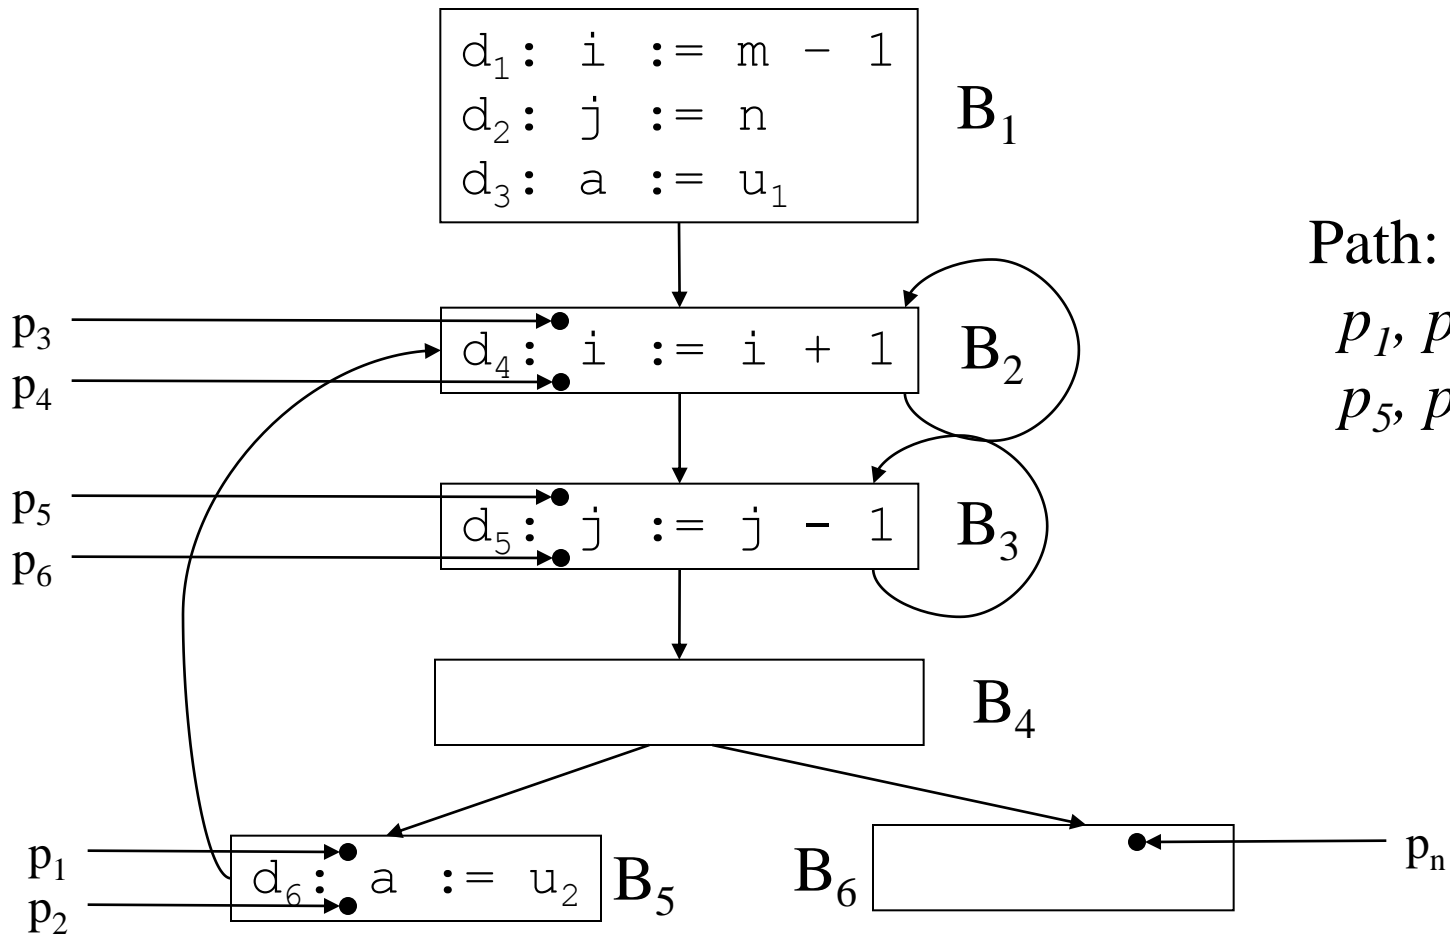 d₁: i := m - 1
d₂: j := n
d₃: a := u₁
B₁
Path:
p₁, p
p₅, p
p₃
d₄: i := i + 1
B₂
p₄
p₅
d₅: j := j - 1
B₃
p₆
B₄
p₁
d₆: a := u₂
B₅
p₂
B₆
pₙ